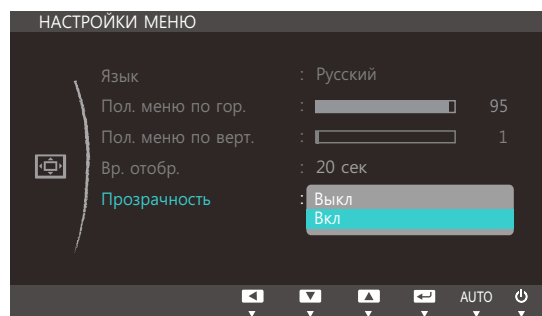 НАСТРОЙКИ МЕНЮ
Язык : Русский
Пол. меню по гор. : 95
Пол. меню по верт. : 1
Вр. отобр. : 20 сек
Прозрачность : Выкл
Вкл
AUTO